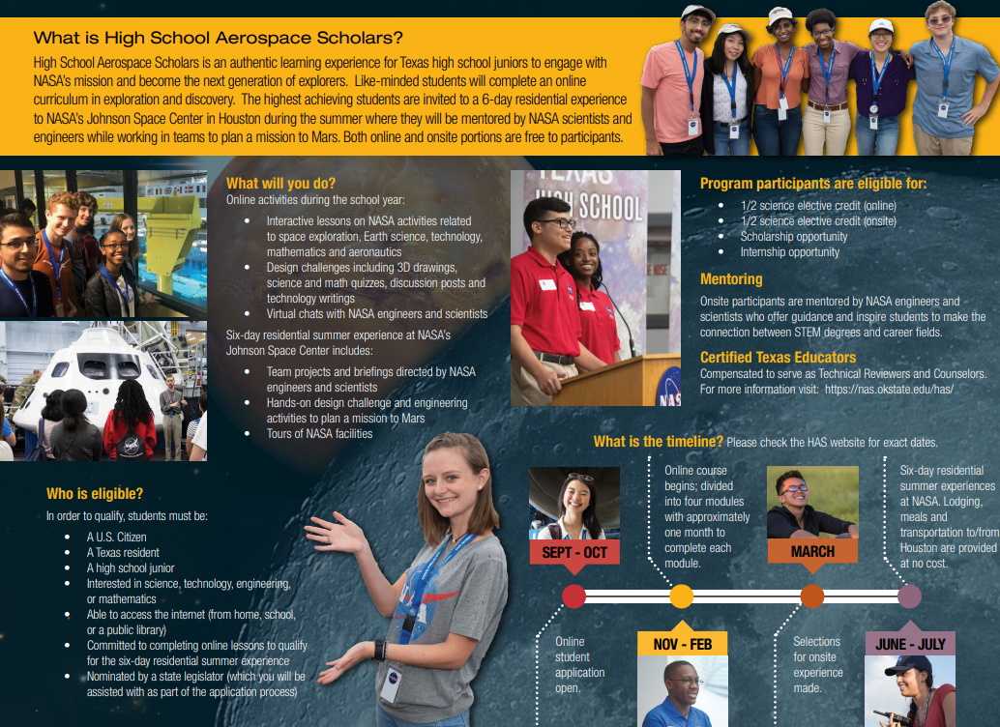 What is High School Aerospace Scholars?
High School Aerospace Scholars is an authentic learning experience for Texas high school juniors to engage with
NASA's mission and become the next generation of explorers. Like-minded students will complete an online
curriculum in exploration and discovery. The highest achieving students are invited to a 6-day residential experience
to NASA's Johnson Space Center in Houston during the summer where they will be mentored by NASA scientists and
engineers while working in teams to plan a mission to Mars. Both online and onsite portions are free to participants.
What will you do?
Online activities during the school year:
• Interactive lessons on NASA activities related
to space exploration, Earth science, technology,
mathematics and aeronautics
• Design challenges including 3D drawings,
science and math quizzes, discussion posts and
technology writings
• Virtual chats with NASA engineers and scientists
Six-day residential summer experience at NASA's
Johnson Space Center includes:
• Team projects and briefings directed by NASA
engineers and scientists
• Hands-on design challenge and engineering
activities to plan a mission to Mars
• Tours of NASA facilities
TEXAS
HIGH SCHOOL
NAS
Program participants are eligible for:
• 1/2 science elective credit (online)
• 1/2 science elective credit (onsite)
• Scholarship opportunity
• Internship opportunity
Mentoring
Onsite participants are mentored by NASA engineers and
scientists who offer guidance and inspire students to make the
connection between STEM degrees and career fields.
Certified Texas Educators
Compensated to serve as Technical Reviewers and Counselors.
For more information visit: https://nas.okstate.edu/has/
Who is eligible?
In order to qualify, students must be:
• A U.S. Citizen
• A Texas resident
• A high school junior
• Interested in science, technology, engineering,
or mathematics
• Able to access the internet (from home, school,
or a public library)
• Committed to completing online lessons to qualify
for the six-day residential summer experience
• Nominated by a state legislator (which you will be
assisted with as part of the application process)
What is the timeline? Please check the HAS website for exact dates.
SEPT - OCT
Online
student
application
open.
Online course
begins; divided
into four modules
with approximately
one month to
complete each
module.
NOV - FEB
MARCH
Selections
for onsite
experience
made.
Six-day residential
summer experiences
at NASA. Lodging,
meals and
transportation to/from
Houston are provided
at no cost.
JUNE - JULY